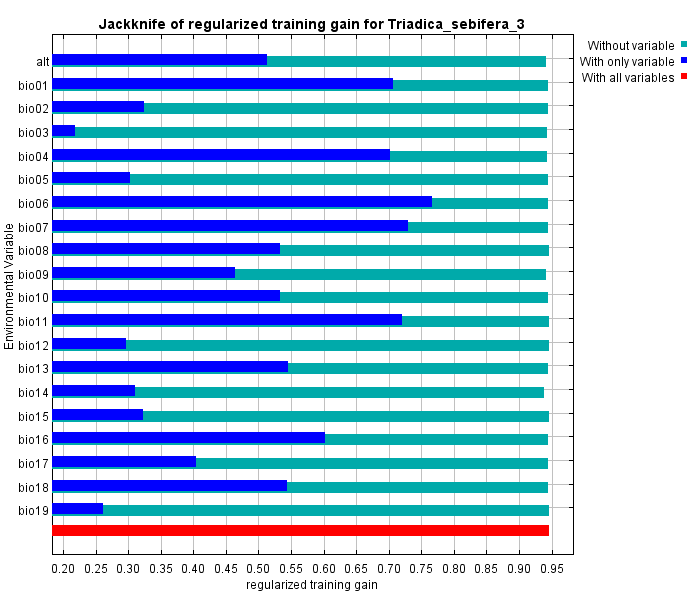 Jackknife of regularized training gain for Triadica_sebifera_3
Without variable
With only variable
With all variables
Environmental Variable
alt
bio01
bio02
bio03
bio04
bio05
bio06
bio07
bio08
bio09
bio10
bio11
bio12
bio13
bio14
bio15
bio16
bio17
bio18
bio19
0.20 0.25 0.30 0.35 0.40 0.45 0.50 0.55 0.60 0.65 0.70 0.75 0.80 0.85 0.90 0.95
regularized training gain